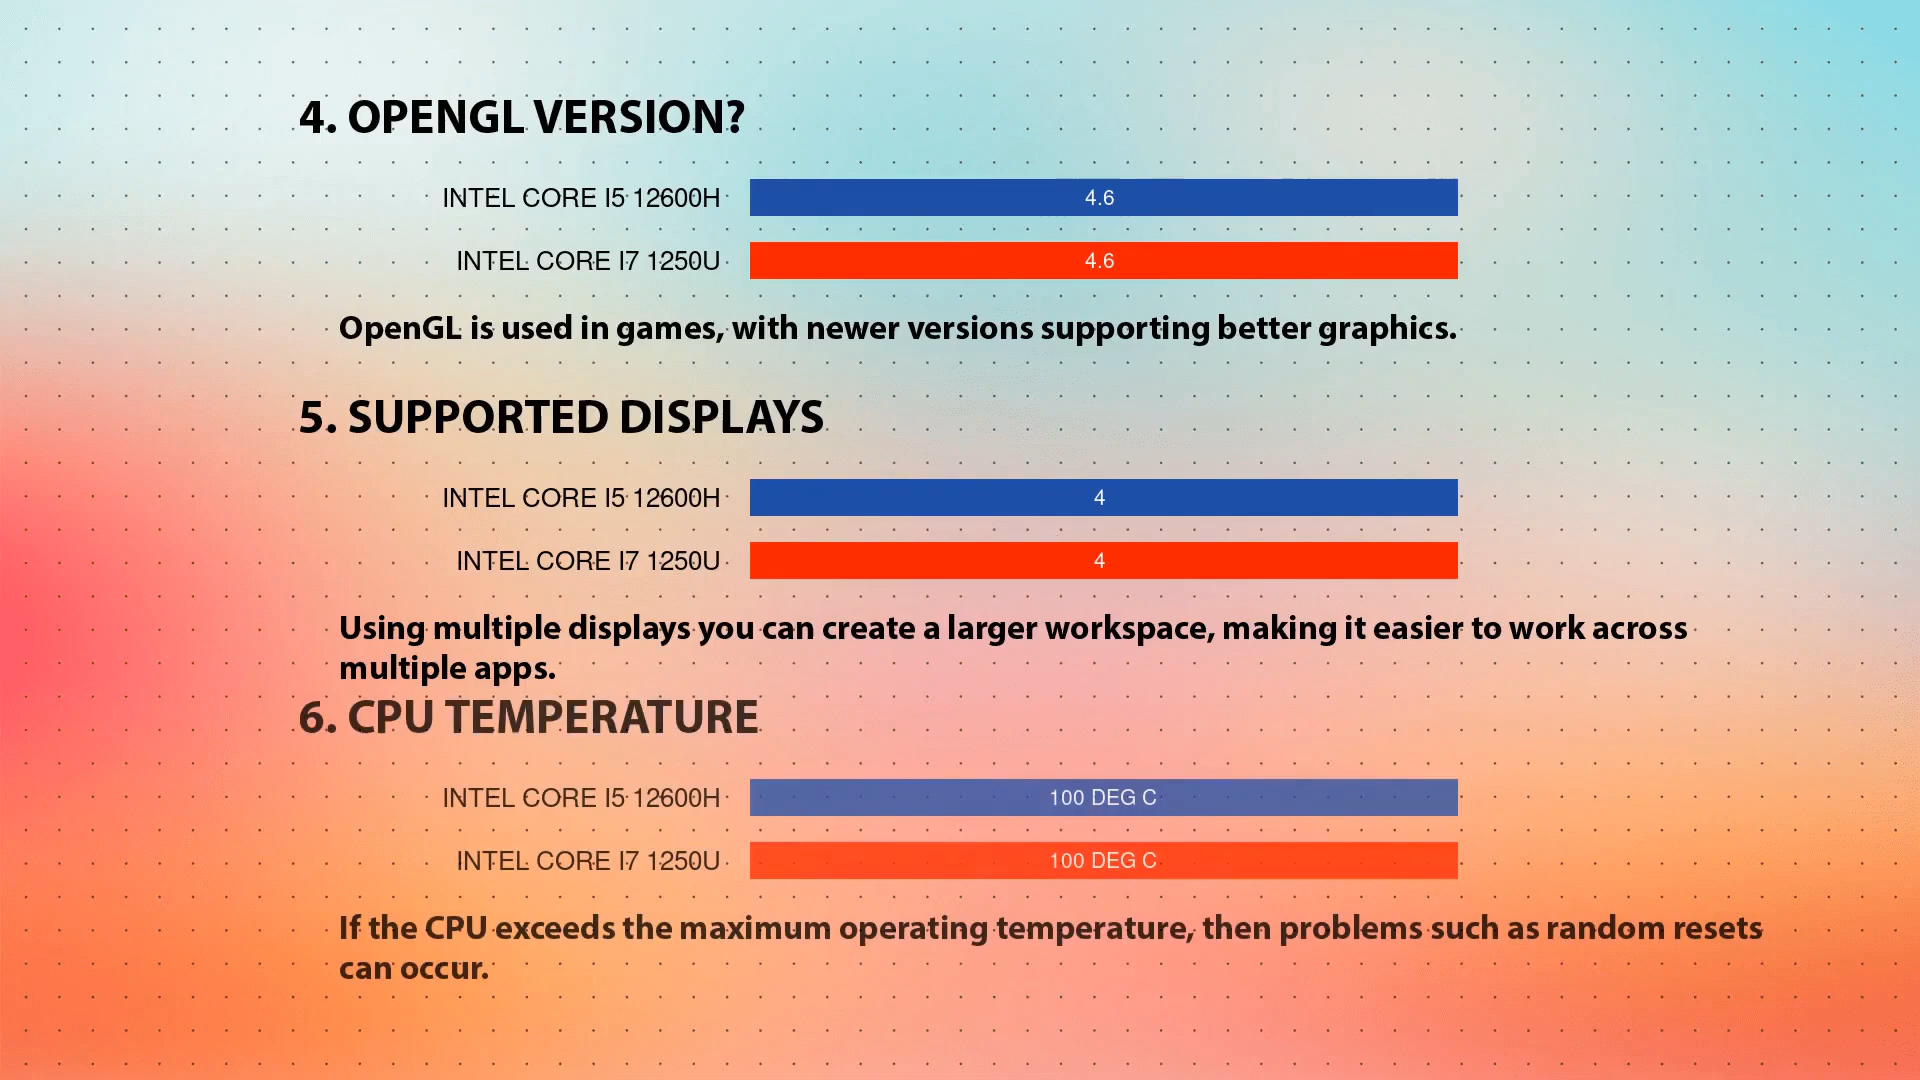 4. OPENGL VERSION?
INTEL CORE I5 12600H
4.6
INTEL CORE I7 1250U
4.6
OpenGL is used in games, with newer versions supporting better graphics.
5. SUPPORTED DISPLAYS
INTEL CORE I5 12600H
4
INTEL CORE I7 1250U
4
Using multiple displays you can create a larger workspace, making it easier to work across
multiple apps.
6. CPU TEMPERATURE
INTEL CORE I5 12600H
100 DEG C
INTEL CORE I7 1250U
100 DEG C
If the CPU exceeds the maximum operating temperature, then problems such as random resets
can occur.